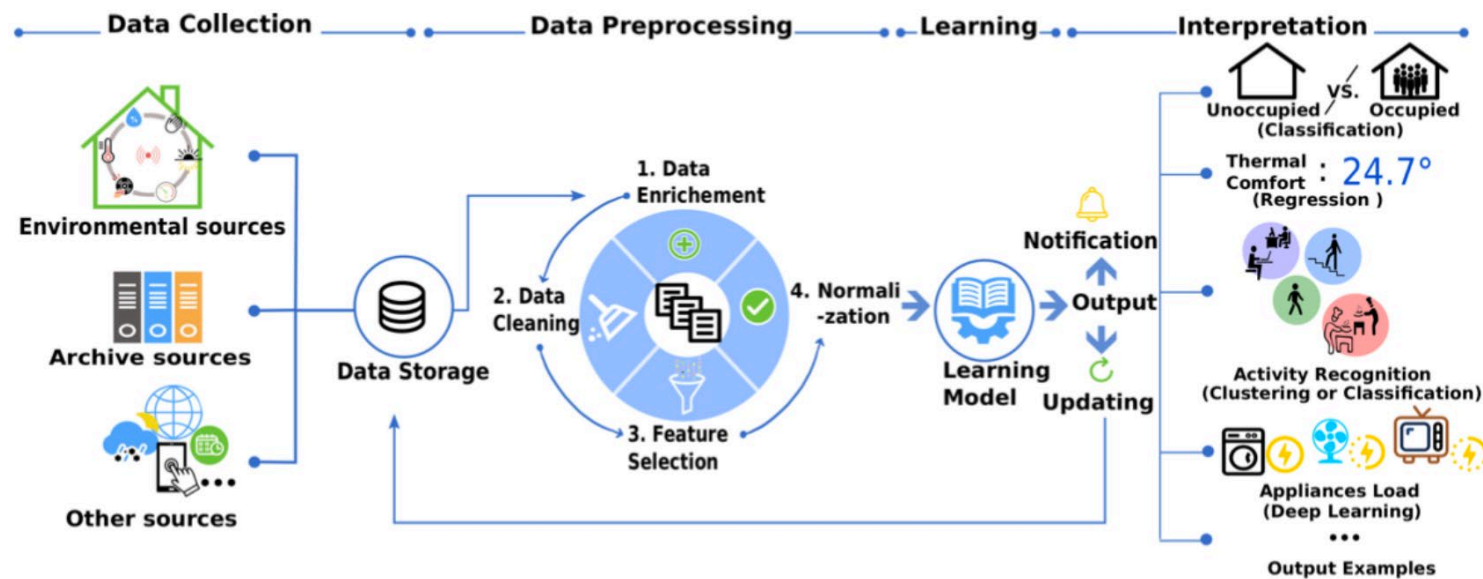 Data Collection
Data Preprocessing
Learning
Interpretation
Environmental sources
Archive sources
Other sources
Data Storage
1. Data
Enrichement
2. Data
Cleaning
3. Feature
Selection
4. Normali
-zation
Learning
Model
Notification
Output
Updating
VS.
Unoccupied
Occupied
(Classification)
Thermal
Comfort : 24.7°
(Regression )
Activity Recognition
(Clustering or Classification)
Appliances Load
(Deep Learning)
Output Examples